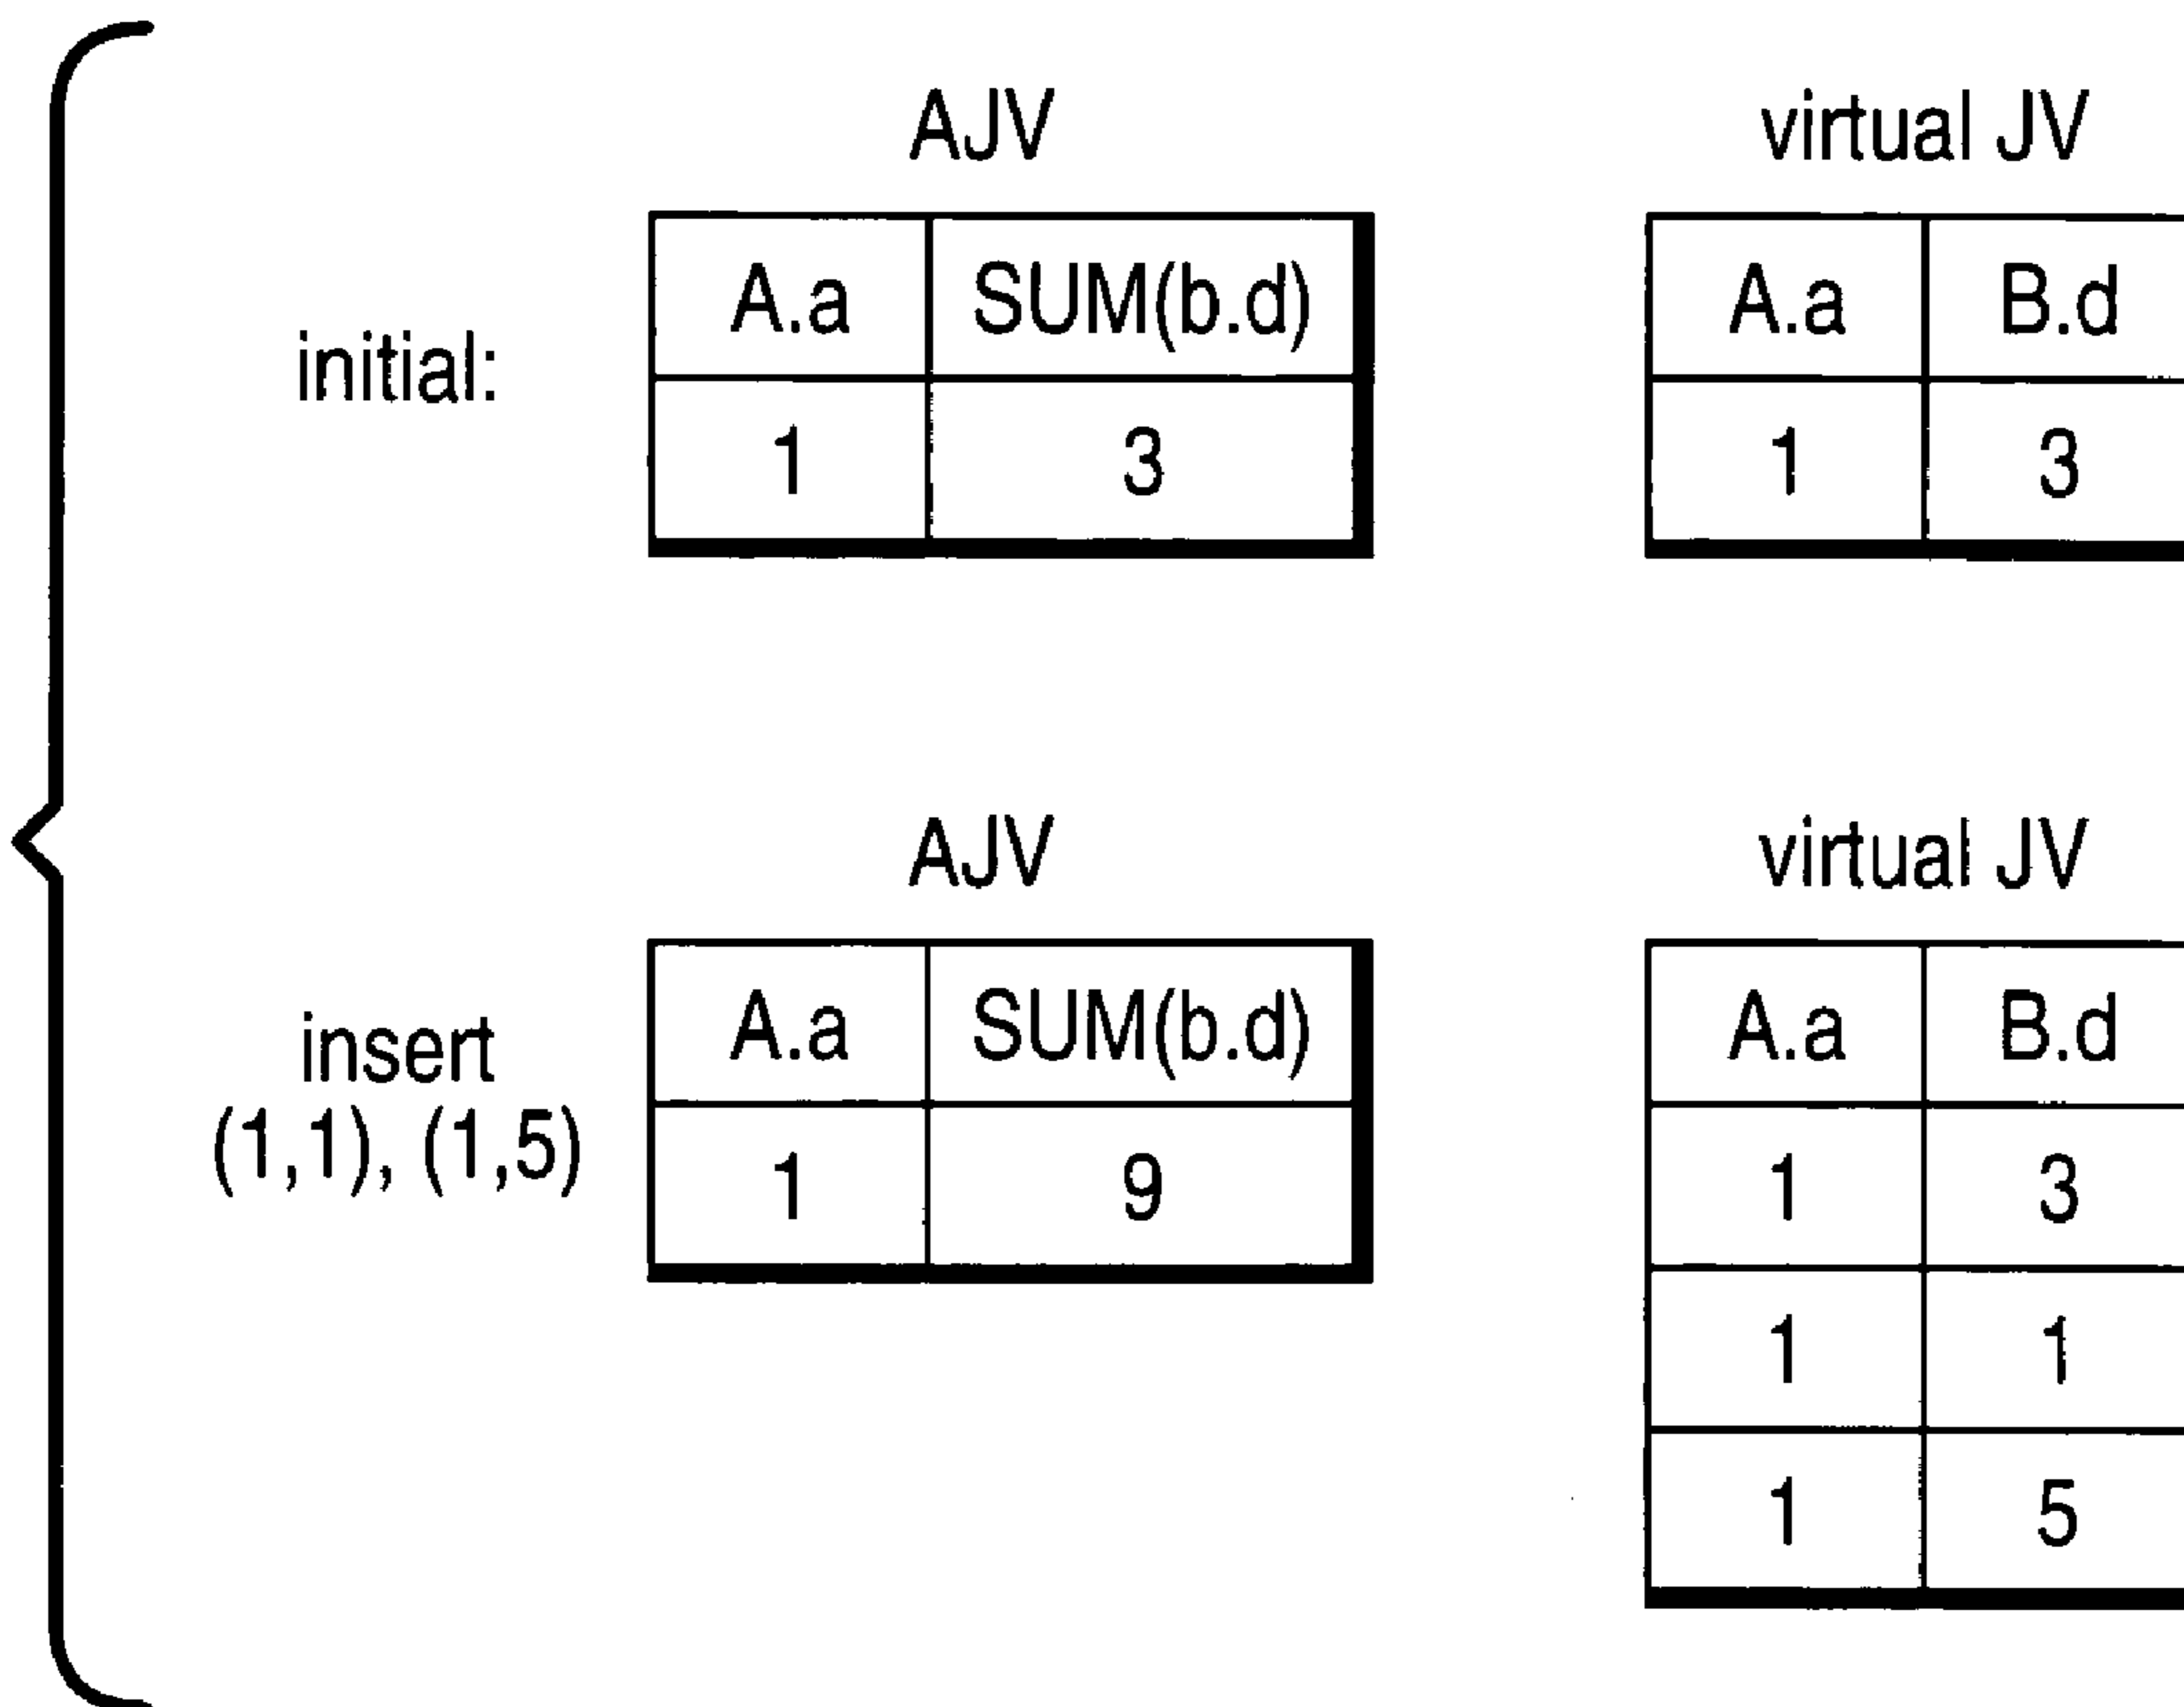 AJV virtual JV
initial:
A.a SUM(b.d) A.a B.d
1 3 1 3
AJV virtual JV
insert
(1,1), (1,5)
A.a SUM(b.d) A.a B.d
1 9 1 3
1 1
1 5